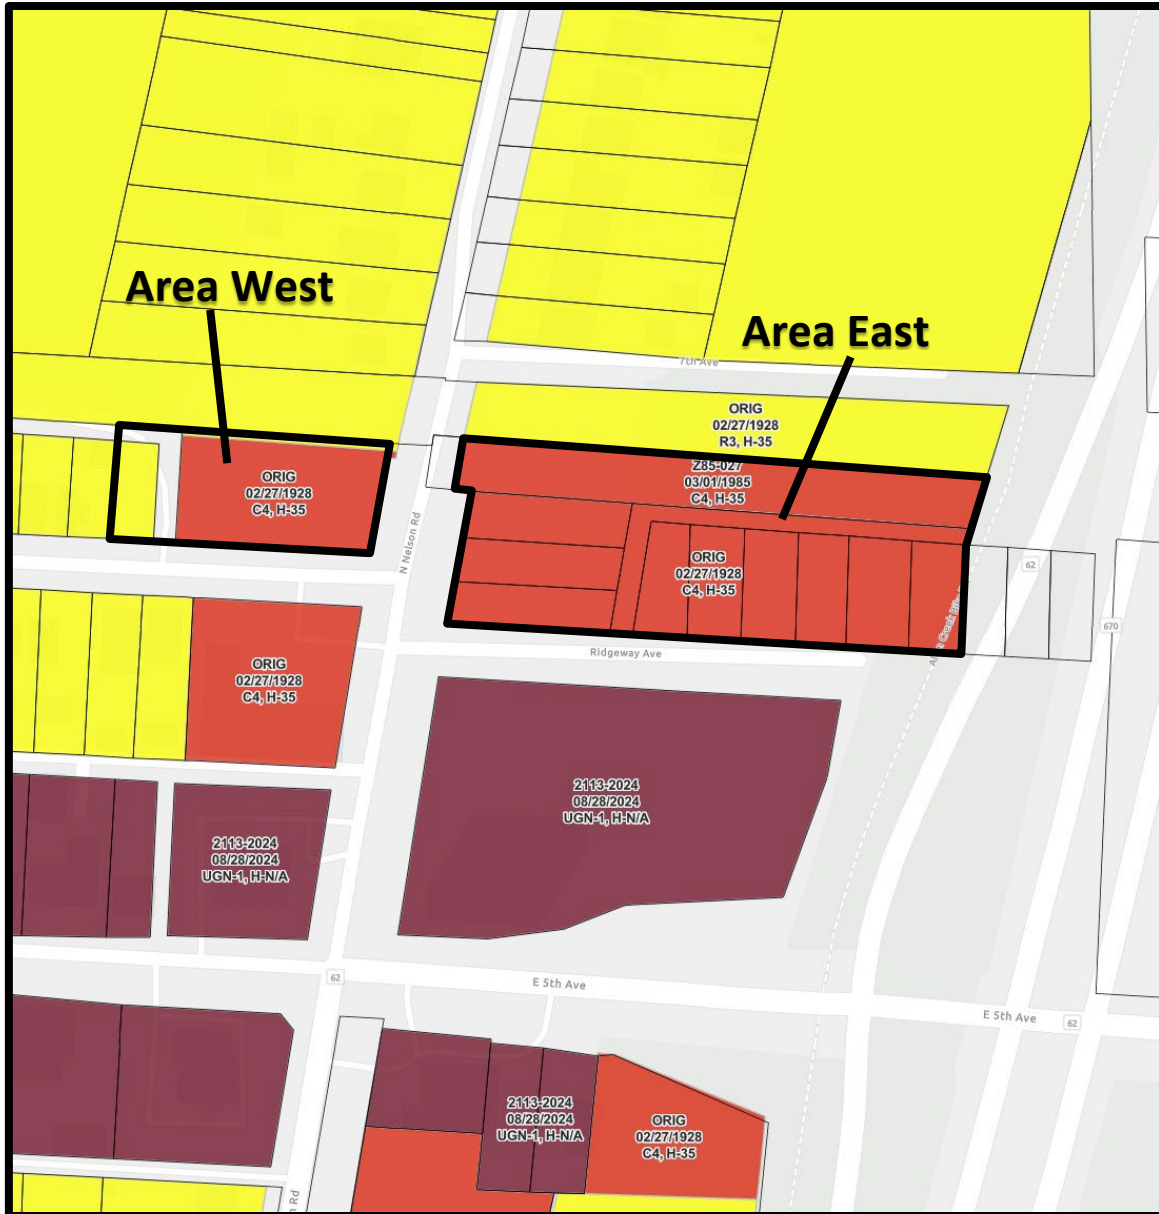 Area West
Area East
7th Ave
ORIG
02/27/1928
R3, H-35
Z85-027
03/01/1985
C4, H-35
ORIG
02/27/1928
C4, H-35
N Nelson Rd
ORIG
02/27/1928
C4, H-35
62
670
Ridgeway Ave
ORIG
02/27/1928
C4, H-35
2113-2024
08/28/2024
UGN-1, H-N/A
2113-2024
08/28/2024
UGN-1, H-N/A
62
E 5th Ave
E 5th Ave
62
2113-2024
08/28/2024
UGN-1, H-N/A
ORIG
02/27/1928
C4, H-35
Rd